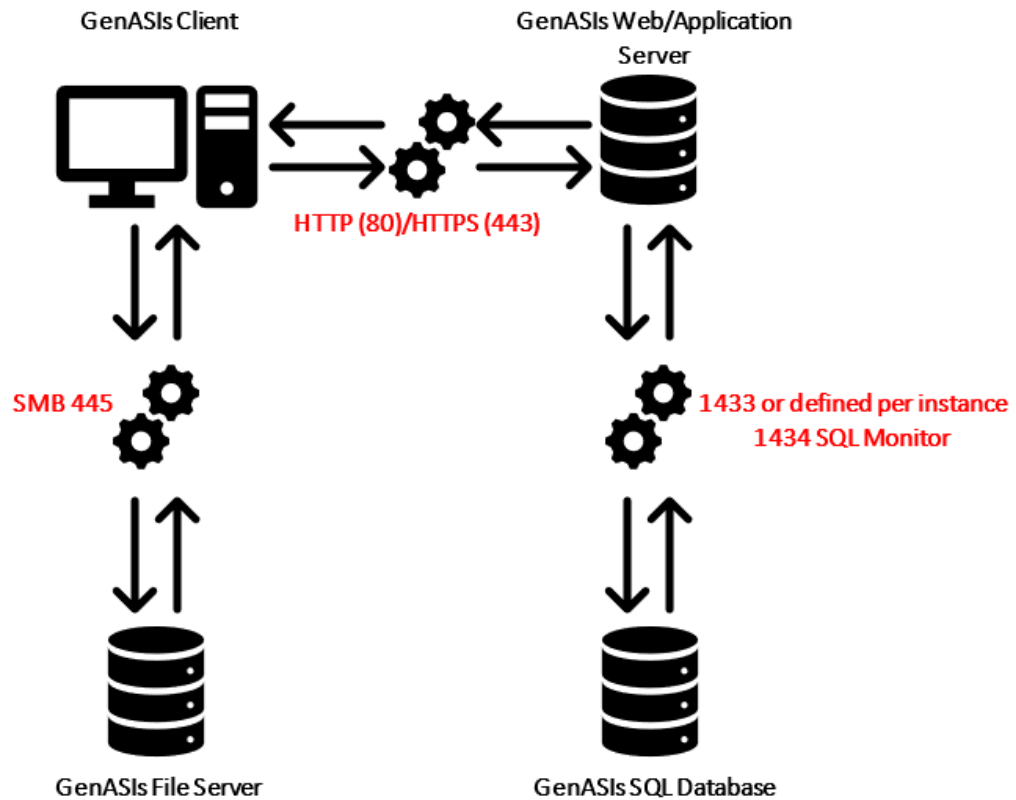 GenASIs Client
GenASIs Web/Application
Server
HTTP (80)/HTTPS (443)
SMB 445
1433 or defined per instance
1434 SQL Monitor
GenASIs File Server
GenASIs SQL Database